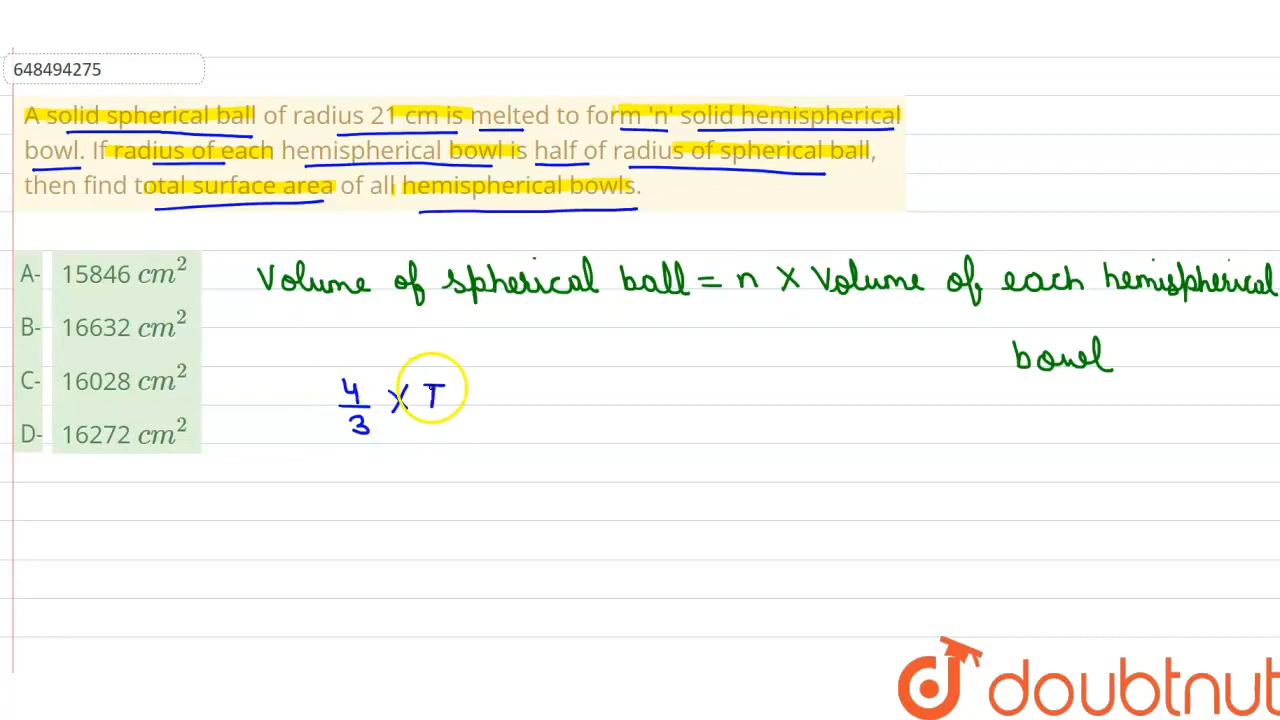 648494275
A solid spherical ball of radius 21 cm is melted to form 'n' solid hemispherical
bowl. If radius of each hemispherical bowl is half of radius of spherical ball,
then find total surface area of all hemispherical bowls.
A- 15846 cm²
Volume of spherical ball = n × Volume of each hemispherical
B- 16632 cm²
bowl
C- 16028 cm²
4/3 × T
D- 16272 cm²
doubtnut